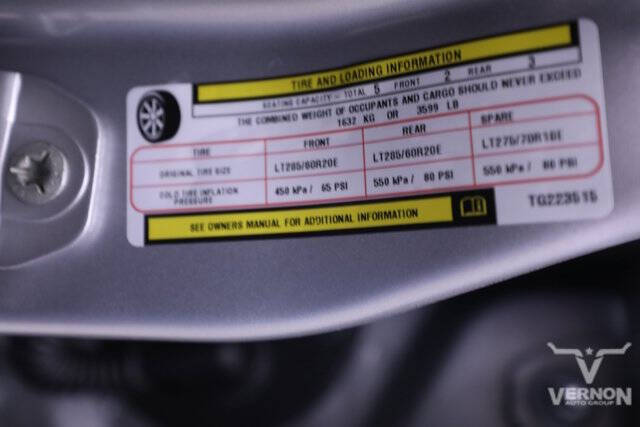 TIRE AND LOADING INFORMATION
SEATING CAPACITY - TOTAL 5 FRONT 2 REAR 3
THE COMBINED WEIGHT OF OCCUPANTS AND CARGO SHOULD NEVER EXCEED
1632 KG OR 3599 LB
TIRE FRONT REAR SPARE
ORIGINAL TIRE SIZE LT285/60R20E LT285/60R20E LT275/70R18E
COLD TIRE INFLATION PRESSURE 450 kPa / 65 PSI 550 kPa / 80 PSI 550 kPa / 80 PSI
SEE OWNERS MANUAL FOR ADDITIONAL INFORMATION
TG223515
VERNON
AUTO GROUP